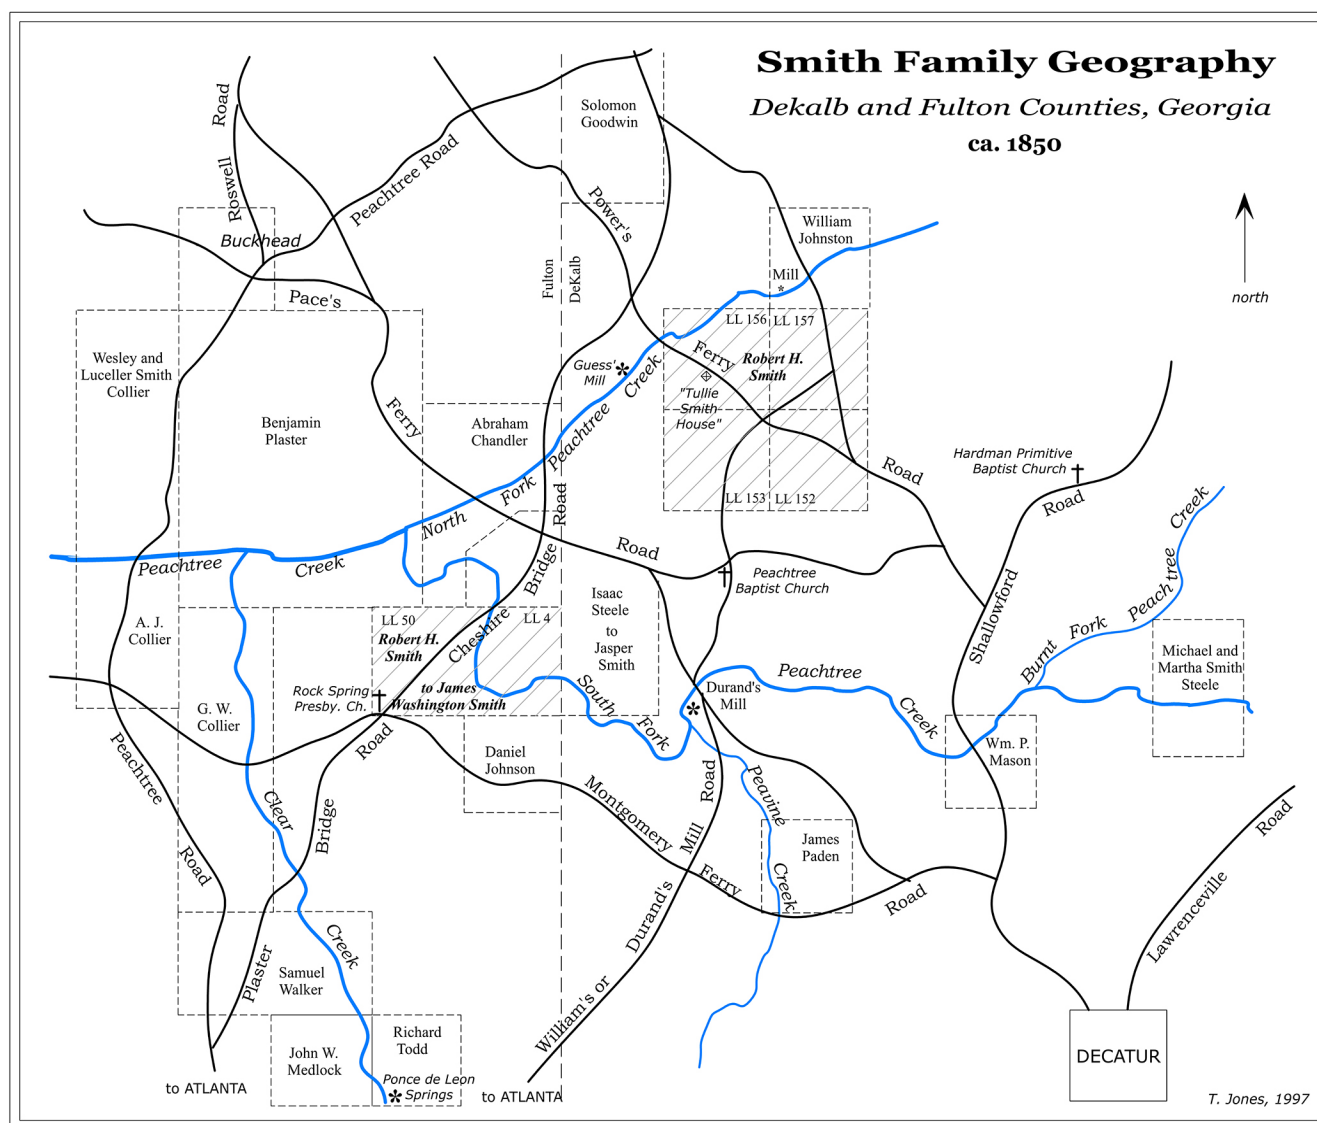 Smith Family Geography
Dekalb and Fulton Counties, Georgia
ca. 1850
north
Roswell Road
Peachtree Road
Buckhead
Pace's
Ferry
Road
Solomon
Goodwin
Power's
Ferry
Road
Fulton
DeKalb
William
Johnston
Mill
*
LL 156
LL 157
Robert H.
Smith
"Tullie
Smith
House"
LL 153
LL 152
Guess'
Mill
Wesley and
Luceller Smith
Collier
Benjamin
Plaster
Abraham
Chandler
North Fork Peachtree Creek
Peachtree Creek
Hardman Primitive
Baptist Church
Shallowford Road
Burnt Fork Peachtree Creek
Michael and
Martha Smith
Steele
Peachtree
Baptist Church
Isaac
Steele
to
Jasper
Smith
Cheshire Bridge Road
LL 50
LL 4
Robert H.
Smith
to James
Washington Smith
A. J.
Collier
G. W.
Collier
Rock Spring
Presby. Ch.
South Fork Peachtree Creek
Durand's
Mill
Wm. P.
Mason
Daniel
Johnson
Peachtree Road
Clear Creek
Plaster Bridge Road
Montgomery Ferry Road
Peavine Creek
James
Paden
William's or Durand's Mill Road
Lawrenceville Road
Samuel
Walker
John W.
Medlock
Richard
Todd
Ponce de Leon
Springs
to ATLANTA
to ATLANTA
DECATUR
T. Jones, 1997